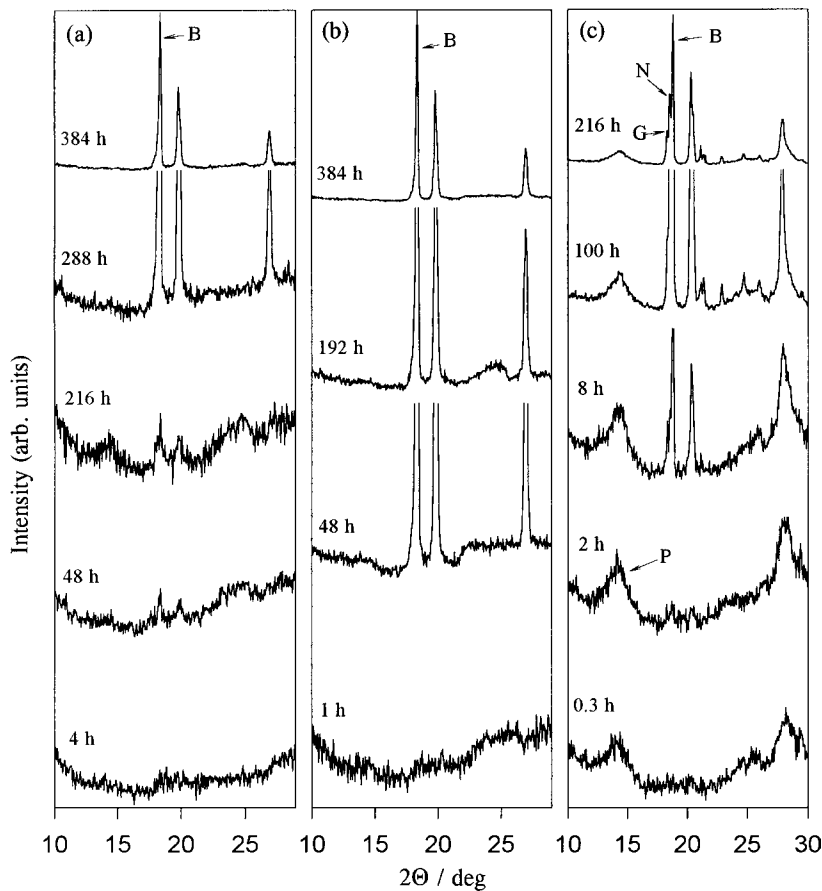 (a)
B
384 h
288 h
216 h
48 h
4 h
(b)
B
384 h
192 h
48 h
1 h
(c)
B
N
G
216 h
100 h
8 h
2 h
P
0.3 h
Intensity (arb. units)
10 15 20 25
10 15 20 25
10 15 20 25 30
2Θ / deg